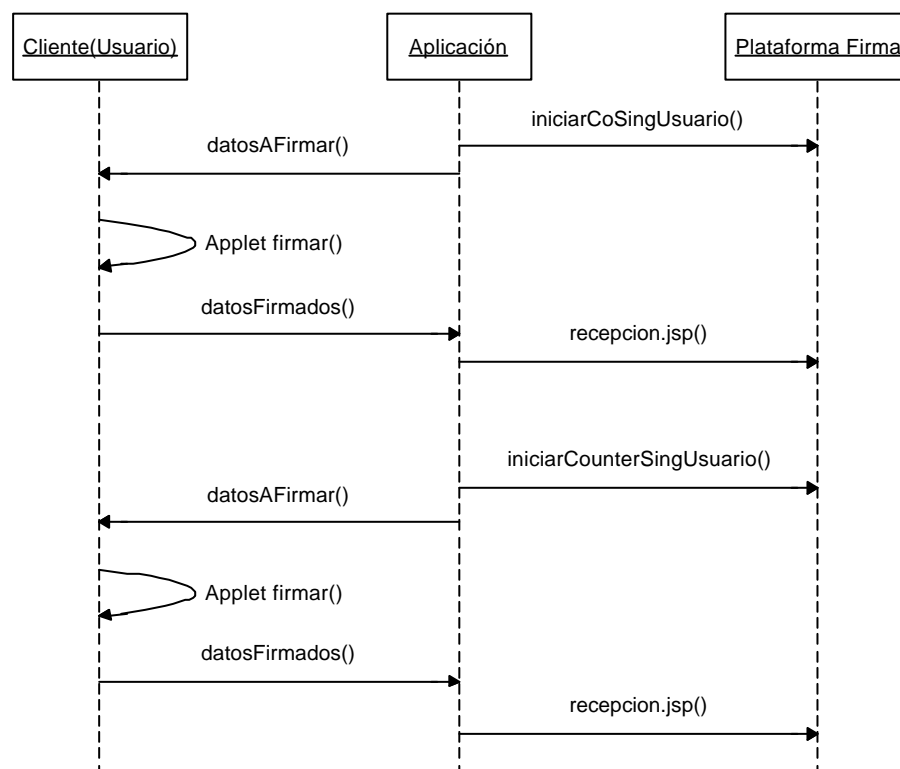 Cliente(Usuario)
Aplicación
Plataforma Firma
iniciarCoSingUsuario()
datosAFirmar()
Applet firmar()
datosFirmados()
recepcion.jsp()
iniciarCounterSingUsuario()
datosAFirmar()
Applet firmar()
datosFirmados()
recepcion.jsp()